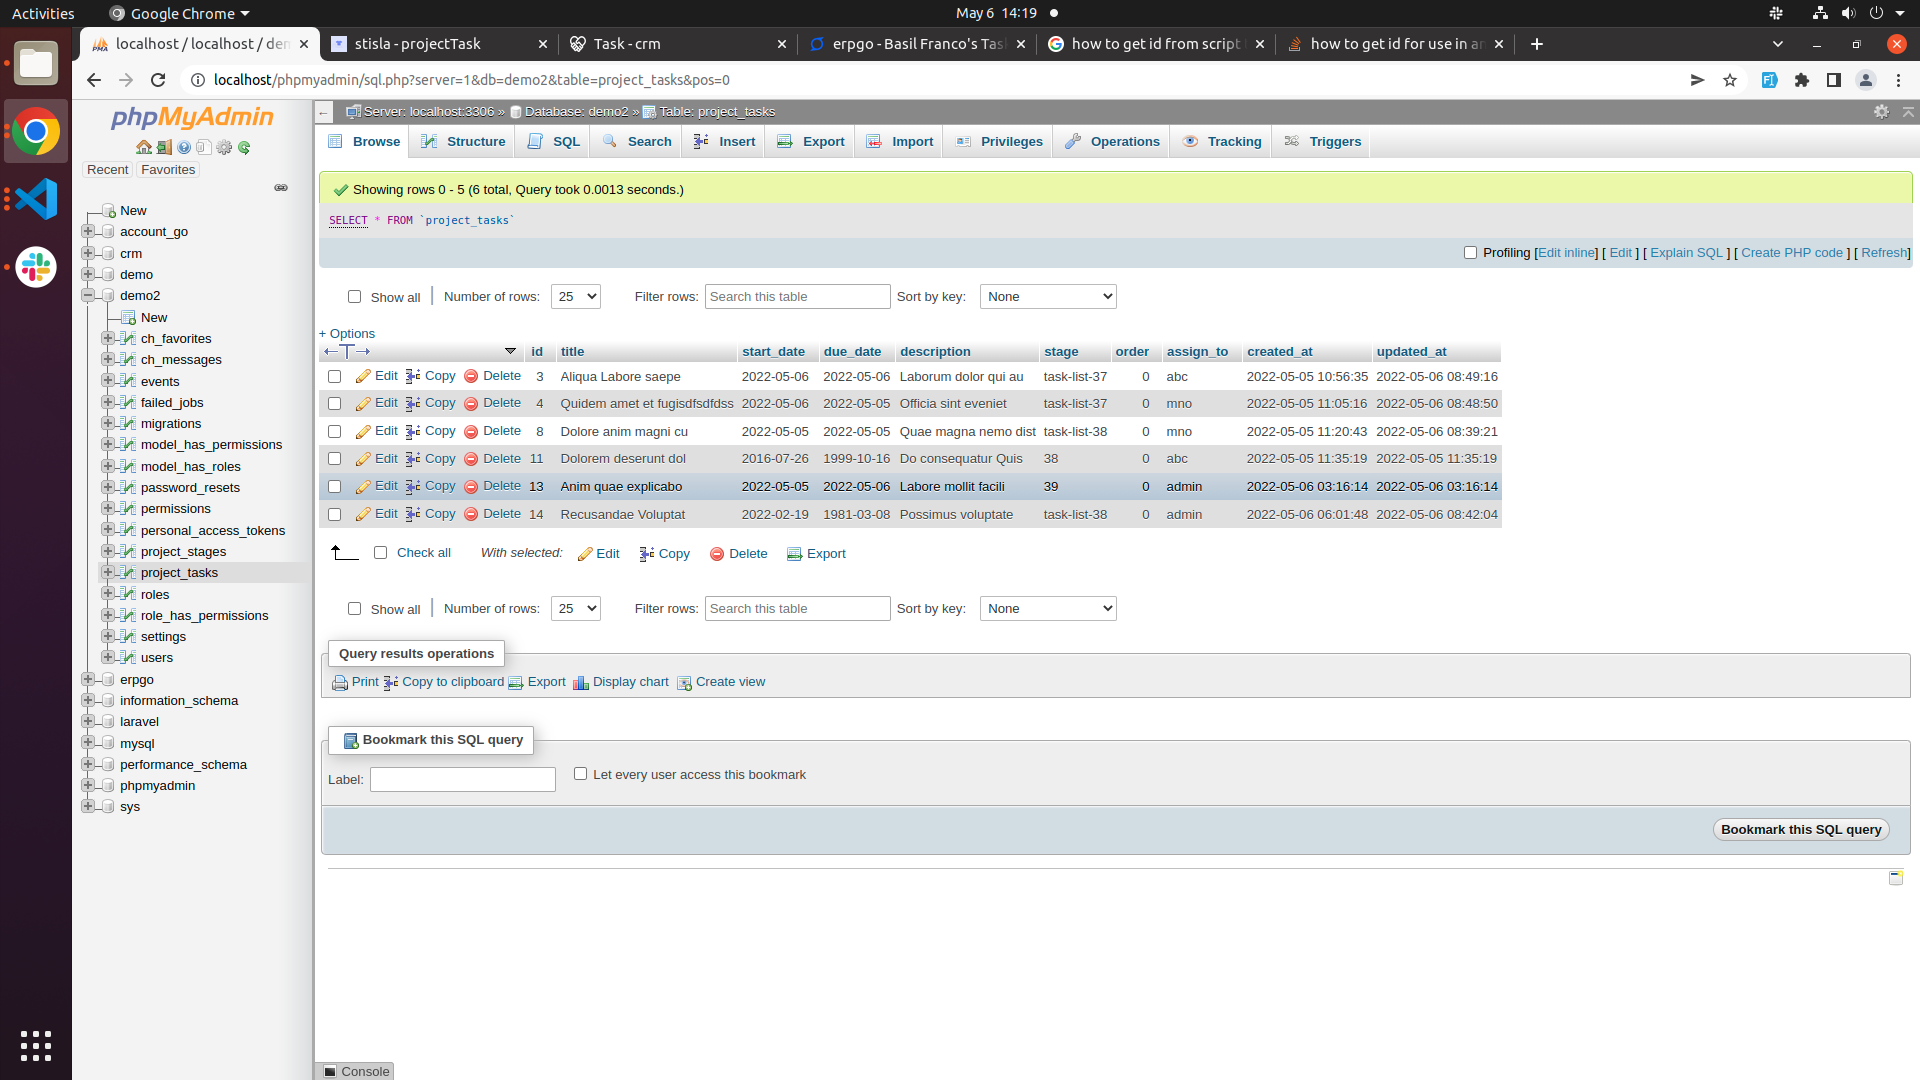 Activities
Google Chrome
May 6 14:19
localhost / localhost / den
stisla - projectTask
Task - crm
erpgo - Basil Franco's Tas
how to get id from script
how to get id for use in an
localhost/phpmyadmin/sql.php?server=1&db=demo2&table=project_tasks&pos=0
phpMyAdmin
Recent
Favorites
New
account_go
crm
demo
demo2
New
ch_favorites
ch_messages
events
failed_jobs
migrations
model_has_permissions
model_has_roles
password_resets
permissions
personal_access_tokens
project_stages
project_tasks
roles
role_has_permissions
settings
users
erpgo
information_schema
laravel
mysql
performance_schema
phpmyadmin
sys
Server: localhost:3306 » Database: demo2 » Table: project_tasks
Browse Structure SQL Search Insert Export Import Privileges Operations Tracking Triggers
Showing rows 0 - 5 (6 total, Query took 0.0013 seconds.)
SELECT * FROM `project_tasks`
Profiling [Edit inline] [ Edit ] [ Explain SQL ] [ Create PHP code ] [ Refresh]
Show all Number of rows: 25 Filter rows: Search this table Sort by key: None
+ Options
id title start_date due_date description stage order assign_to created_at updated_at
Edit Copy Delete 3 Aliqua Labore saepe 2022-05-06 2022-05-06 Laborum dolor qui au task-list-37 0 abc 2022-05-05 10:56:35 2022-05-06 08:49:16
Edit Copy Delete 4 Quidem amet et fugisdfsdfdss 2022-05-06 2022-05-05 Officia sint eveniet task-list-37 0 mno 2022-05-05 11:05:16 2022-05-06 08:48:50
Edit Copy Delete 8 Dolore anim magni cu 2022-05-05 2022-05-05 Quae magna nemo dist task-list-38 0 mno 2022-05-05 11:20:43 2022-05-06 08:39:21
Edit Copy Delete 11 Dolorem deserunt dol 2016-07-26 1999-10-16 Do consequatur Quis 38 0 abc 2022-05-05 11:35:19 2022-05-05 11:35:19
Edit Copy Delete 13 Anim quae explicabo 2022-05-05 2022-05-06 Labore mollit facili 39 0 admin 2022-05-06 03:16:14 2022-05-06 03:16:14
Edit Copy Delete 14 Recusandae Voluptat 2022-02-19 1981-03-08 Possimus voluptate task-list-38 0 admin 2022-05-06 06:01:48 2022-05-06 08:42:04
Check all With selected: Edit Copy Delete Export
Show all Number of rows: 25 Filter rows: Search this table Sort by key: None
Query results operations
Print Copy to clipboard Export Display chart Create view
Bookmark this SQL query
Label: Let every user access this bookmark
Bookmark this SQL query
Console